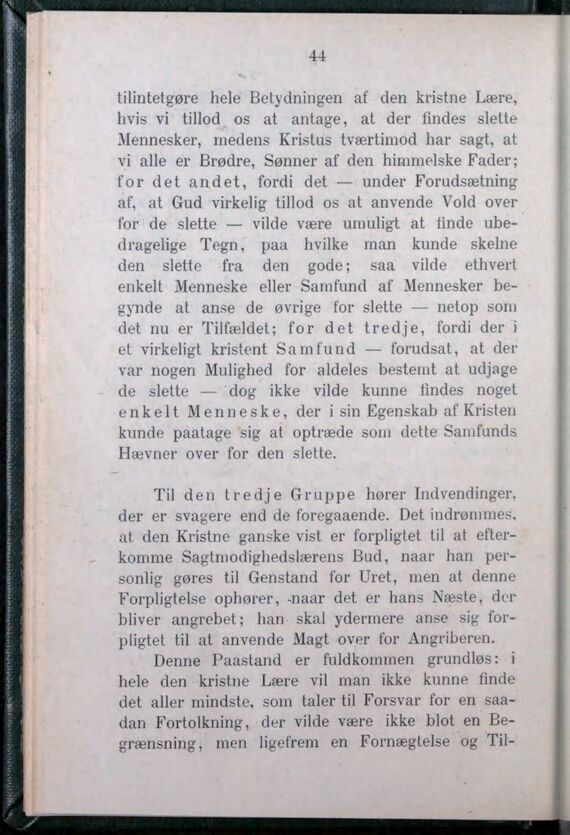 44
tilintetgøre hele Betydningen af den kristne Lære,
hvis vi tillod os at antage, at der findes slette
Mennesker, medens Kristus tværtimod har sagt, at
vi alle er Brødre, Sønner af den himmelske Fader;
for det andet, fordi det — under Forudsætning
af, at Gud virkelig tillod os at anvende Vold over
for de slette — vilde være umuligt at finde ube-
dragelige Tegn, paa hvilke man kunde skelne
den slette fra den gode; saa vilde ethvert
enkelt Menneske eller Samfund af Mennesker be-
gynde at anse de øvrige for slette — netop som
det nu er Tilfældet; for det tredje, fordi der i
et virkeligt kristent Samfund — forudsat, at der
var nogen Mulighed for aldeles bestemt at udjage
de slette — dog ikke vilde kunne findes noget
enkelt Menneske, der i sin Egenskab af Kristen
kunde paatage sig at optræde som dette Samfunds
Hævner over for den slette.
Til den tredje Gruppe hører Indvendinger,
der er svagere end de foregaaende. Det indrømmes,
at den Kristne ganske vist er forpligtet til at efter-
komme Sagtmodighedslærens Bud, naar han per-
sonlig gøres til Genstand for Uret, men at denne
Forpligtelse ophører, naar det er hans Næste, der
bliver angrebet; han skal ydermere anse sig for-
pligtet til at anvende Magt over for Angriberen.
Denne Paastand er fuldkommen grundløs: i
hele den kristne Lære vil man ikke kunne finde
det aller mindste, som taler til Forsvar for en saa-
dan Fortolkning, der vilde være ikke blot en Be-
grænsning, men ligefrem en Fornægtelse og Til-